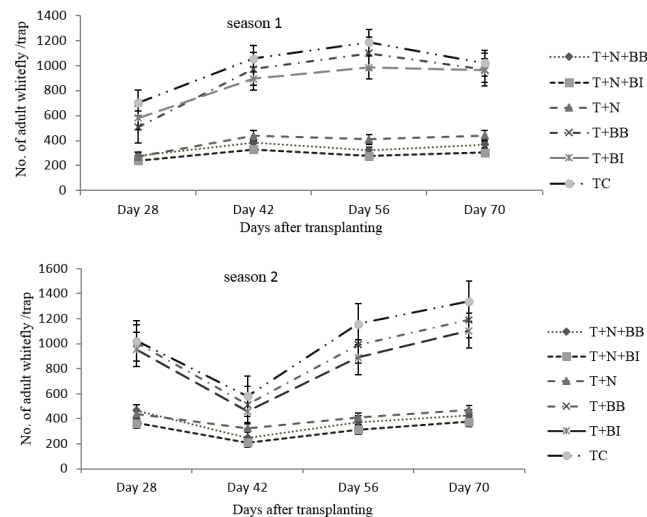 season 1
No. of adult whitefly /trap
1400
1200
1000
800
600
400
200
0
Day 28 Day 42 Day 56 Day 70
Days after transplanting
T+N+BB
T+N+BI
T+N
T+BB
T+BI
TC
season 2
No. of adult whitefly /trap
1600
1400
1200
1000
800
600
400
200
0
Day 28 Day 42 Day 56 Day 70
Days after transplanting
T+N+BB
T+N+BI
T+N
T+BB
T+BI
TC